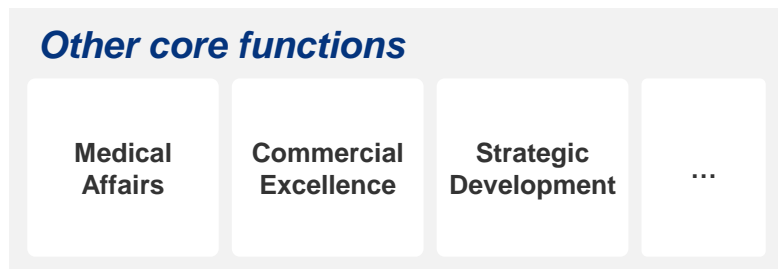 Other core functions
Medical
Affairs
Commercial
Excellence
Strategic
Development
…